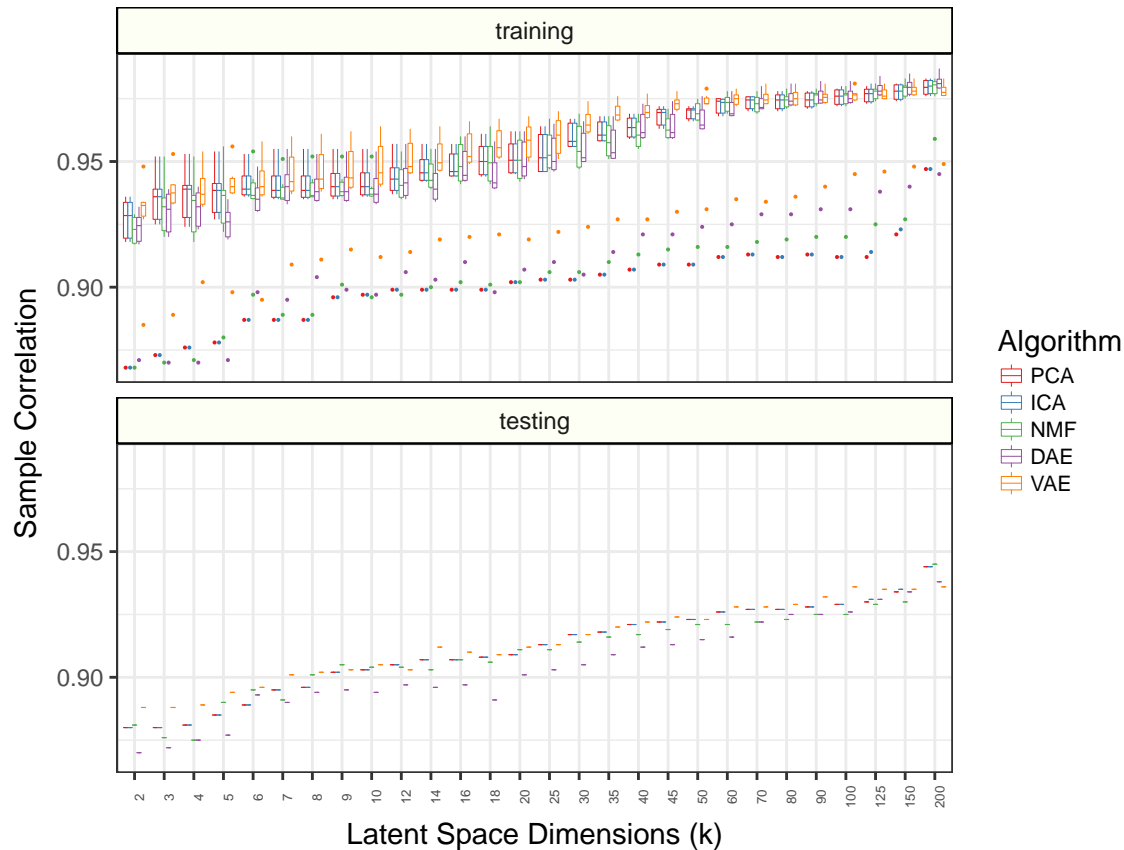 training
0.95
0.90
testing
0.95
0.90
Sample Correlation
2 3 4 5 6 7 8 9 10 12 14 16 18 20 25 30 35 40 45 50 60 70 80 90 100 125 150 200
Latent Space Dimensions (k)
Algorithm
PCA
ICA
NMF
DAE
VAE